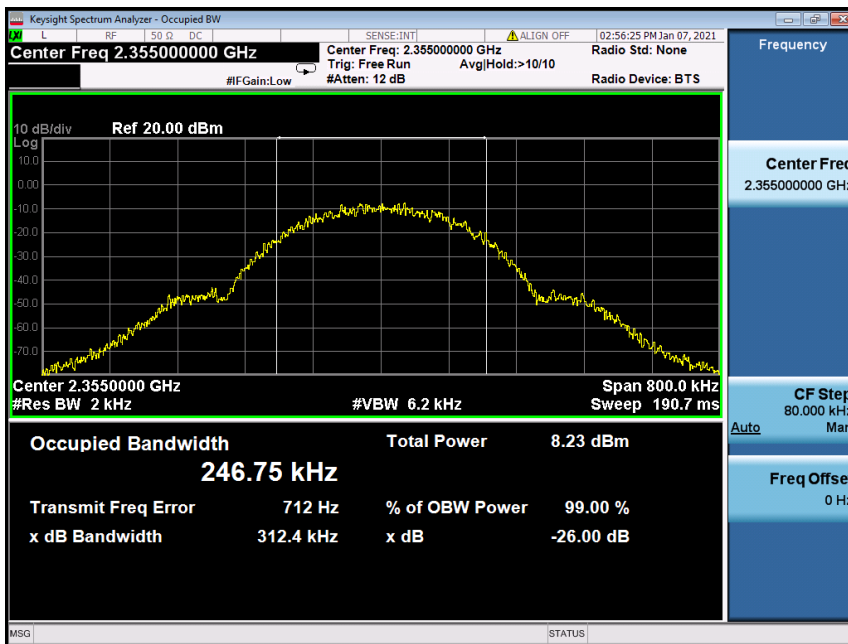 Keysight Spectrum Analyzer - Occupied BW
LXI L RF 50 Ω DC SENSE:INT ALIGN OFF 02:56:25 PM Jan 07, 2021
Center Freq 2.355000000 GHz
Center Freq: 2.355000000 GHz
Radio Std: None
Trig: Free Run Avg|Hold:>10/10
#IFGain:Low
#Atten: 12 dB
Radio Device: BTS
10 dB/div Ref 20.00 dBm
Log
10.0
0.00
-10.0
-20.0
-30.0
-40.0
-50.0
-60.0
-70.0
Center 2.3550000 GHz Span 800.0 kHz
#Res BW 2 kHz #VBW 6.2 kHz Sweep 190.7 ms
Occupied Bandwidth Total Power 8.23 dBm
246.75 kHz
Transmit Freq Error 712 Hz % of OBW Power 99.00 %
x dB Bandwidth 312.4 kHz x dB -26.00 dB
MSG STATUS
Frequency
Center Freq
2.355000000 GHz
CF Step
80.000 kHz
Auto Man
Freq Offse
0 Hz